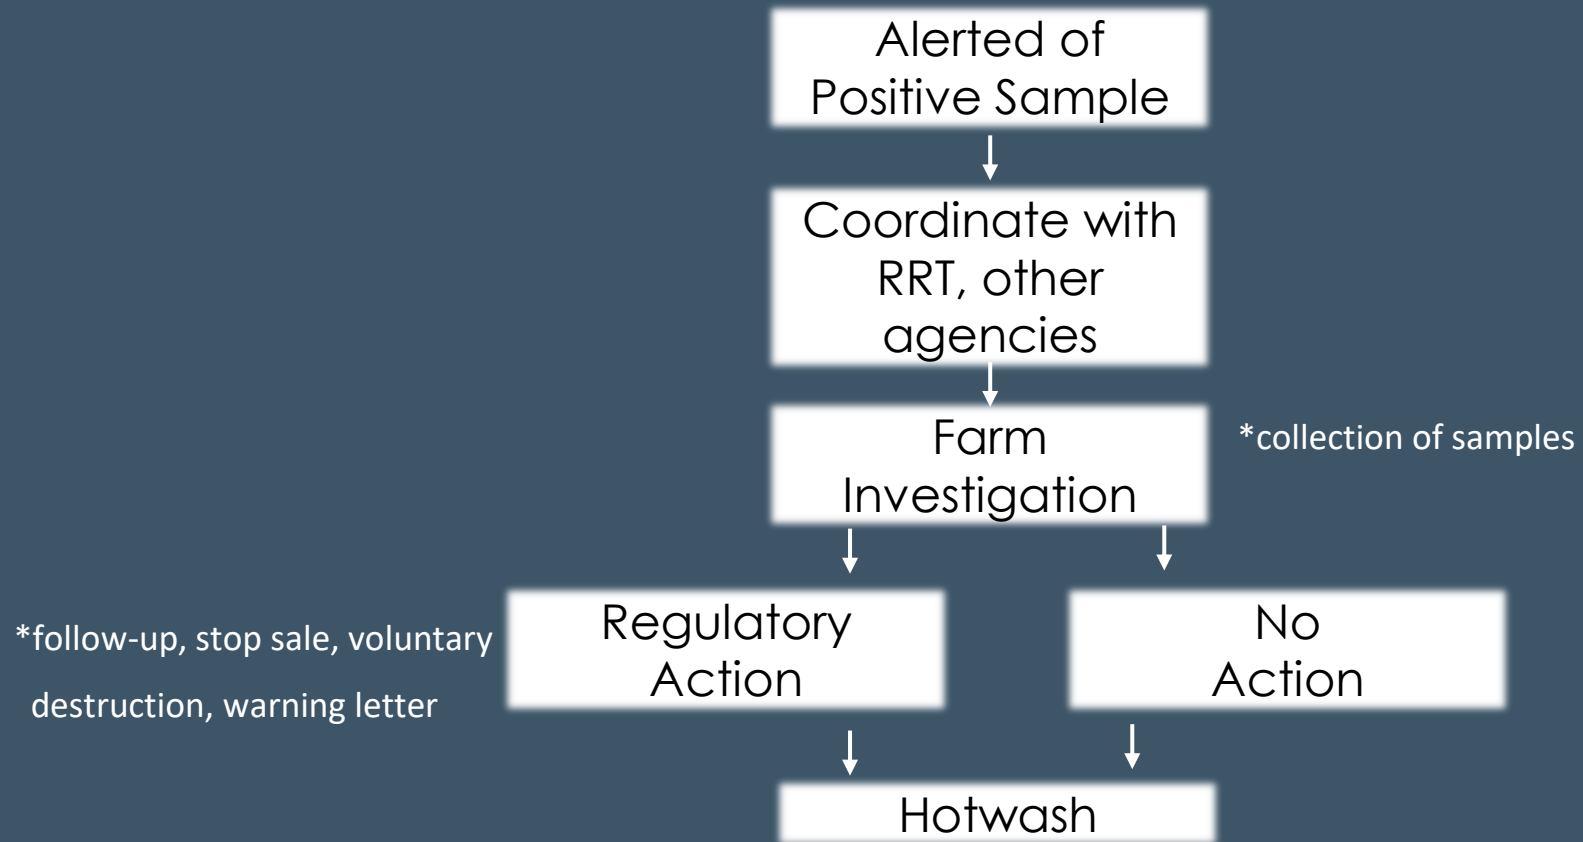 Alerted of
Positive Sample
Coordinate with
RRT, other
agencies
Farm
Investigation
*collection of samples
*follow-up, stop sale, voluntary
destruction, warning letter
Regulatory
Action
No
Action
Hotwash